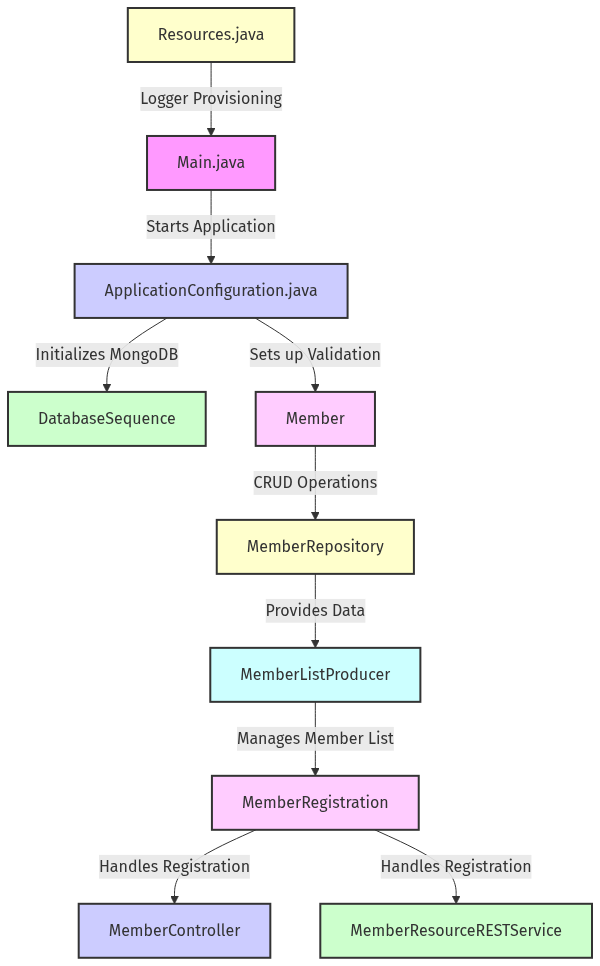 Resources.java
Logger Provisioning
Main.java
Starts Application
ApplicationConfiguration.java
Initializes MongoDB
Sets up Validation
DatabaseSequence
Member
CRUD Operations
MemberRepository
Provides Data
MemberListProducer
Manages Member List
MemberRegistration
Handles Registration
Handles Registration
MemberController
MemberResourceRESTService